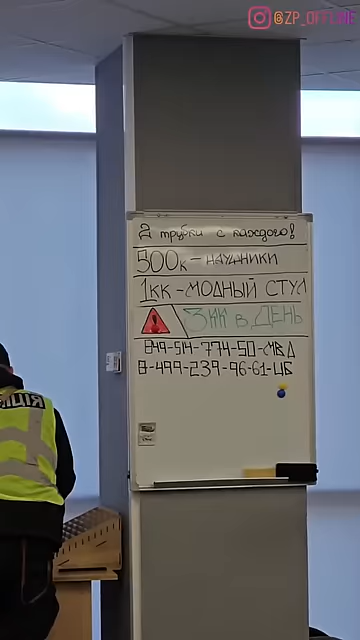 @ZP_OFFLINE
2 трубки с каждого!
500к - НАУШНИКИ
1КК - МОДНЫЙ СТУЛ
3КК в ДЕНЬ
849-514-774-50-МВД
8-499-239-96-61-ЦБ
ЛІЦІЯ